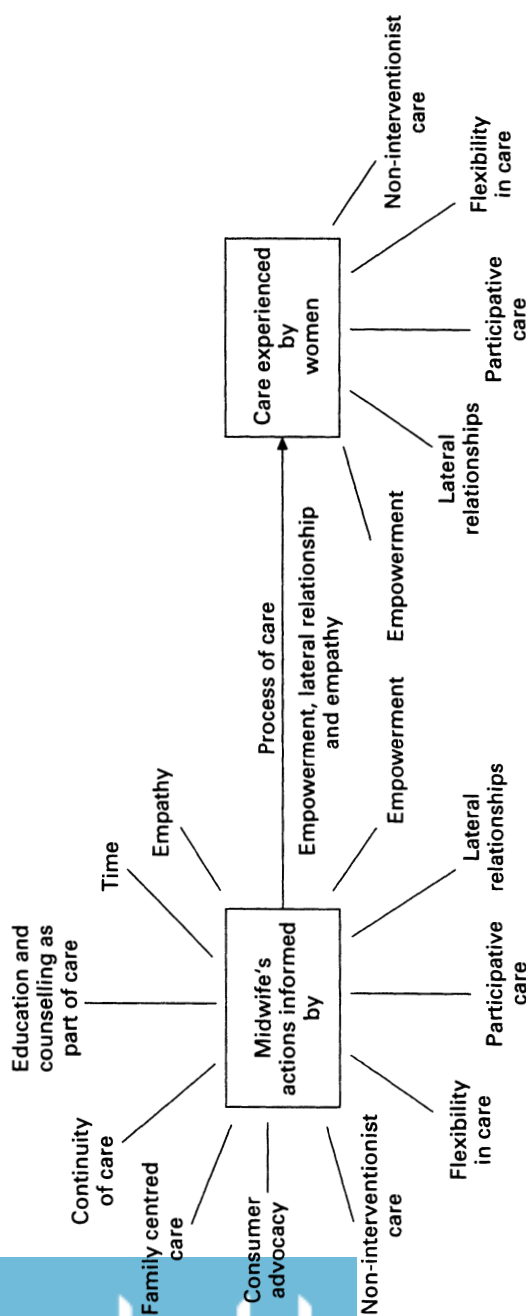 Education and
counselling as
part of care
Time
Empathy
Continuity
of care
Family centred
care
Consumer
advocacy
Non-interventionist
care
Midwife's
actions informed
by
Flexibility
in care
Participative
care
Lateral
relationships
Empowerment
Process of care
Empowerment, lateral relationship
and empathy
Care experienced
by
women
Empowerment
Lateral
relationships
Participative
care
Flexibility
in care
Non-interventionist
care